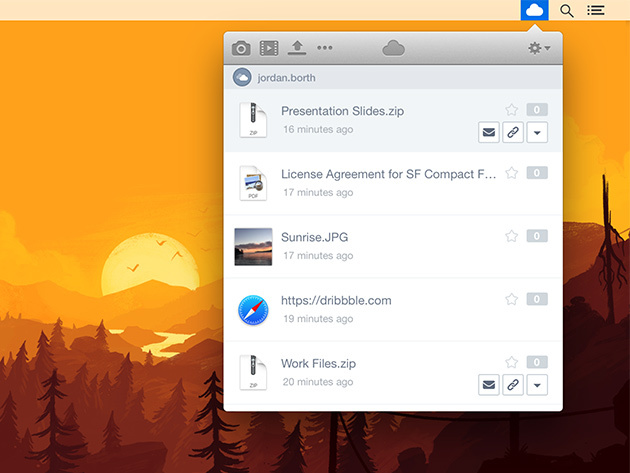 jordan.borth
Presentation Slides.zip
0
16 minutes ago
ZIP
License Agreement for SF Compact F...
0
17 minutes ago
PDF
Sunrise.JPG
0
17 minutes ago
https://dribbble.com
0
19 minutes ago
Work Files.zip
0
20 minutes ago
ZIP